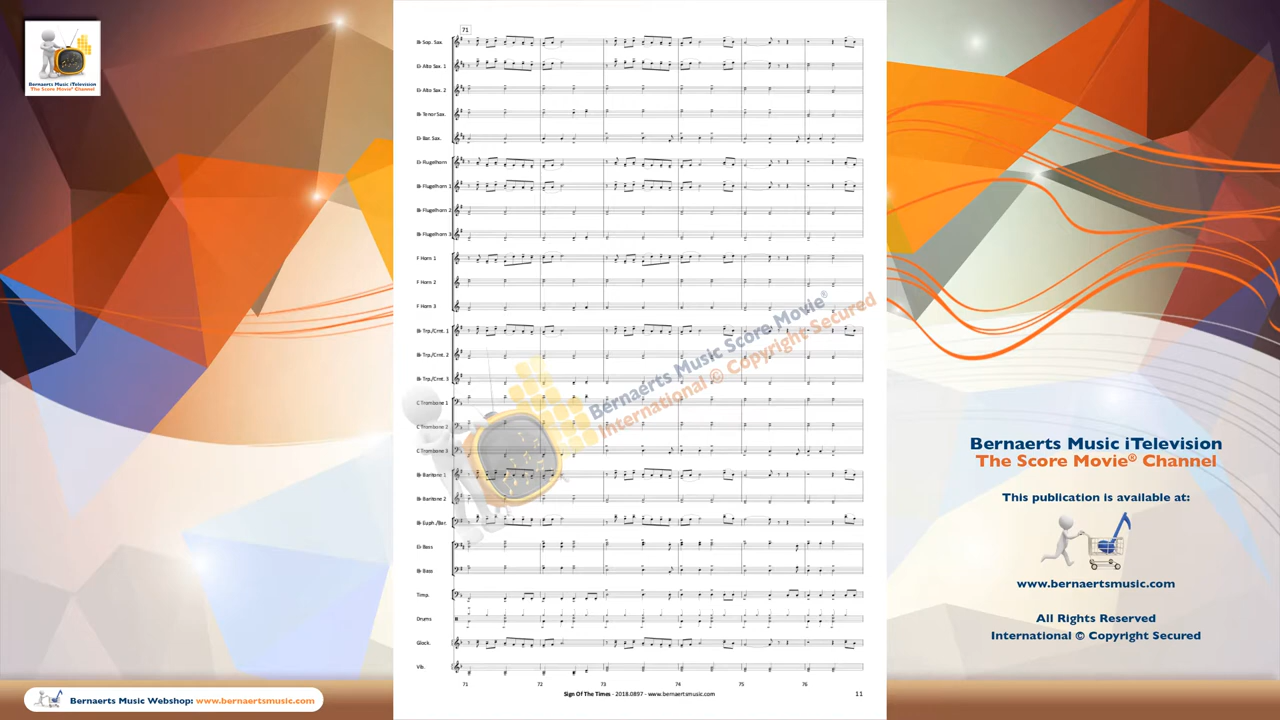 Bernaerts Music iTelevision
The Score Movie® Channel
71
B♭ Sop. Sax.
E♭ Alto Sax. 1
E♭ Alto Sax. 2
B♭ Tenor Sax.
E♭ Bar. Sax.
E♭ Flugelhorn
B♭ Flugelhorn 1
B♭ Flugelhorn 2
B♭ Flugelhorn 3
F Horn 1
F Horn 2
F Horn 3
B♭ Trp./Crnt. 1
B♭ Trp./Crnt. 2
B♭ Trp./Crnt. 3
C Trombone 1
C Trombone 2
C Trombone 3
B♭ Baritone 1
B♭ Baritone 2
B♭ Euph./Bar.
E♭ Bass
B♭ Bass
Timp.
Drums
Glock.
Vib.
71 72 73 74 75 76
Sign Of The Times - 2018.0897 - www.bernaertsmusic.com
11
Bernaerts Music Score Movie®
International © Copyright Secured
Bernaerts Music iTelevision
The Score Movie® Channel
This publication is available at:
www.bernaertsmusic.com
All Rights Reserved
International © Copyright Secured
Bernaerts Music Webshop: www.bernaertsmusic.com